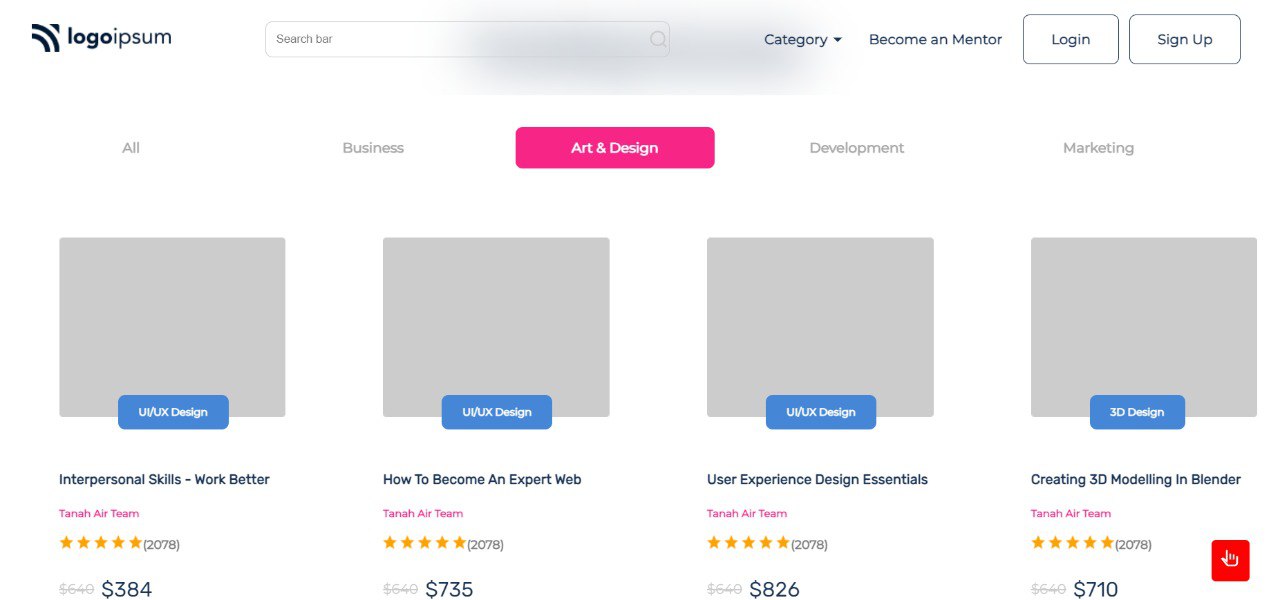 logoipsum
Search bar
Category
Become an Mentor
Login
Sign Up
All
Business
Art & Design
Development
Marketing
UI/UX Design
UI/UX Design
UI/UX Design
3D Design
Interpersonal Skills - Work Better
How To Become An Expert Web
User Experience Design Essentials
Creating 3D Modelling In Blender
Tanah Air Team
Tanah Air Team
Tanah Air Team
Tanah Air Team
(2078)
(2078)
(2078)
(2078)
$640 $384
$640 $735
$640 $826
$640 $710